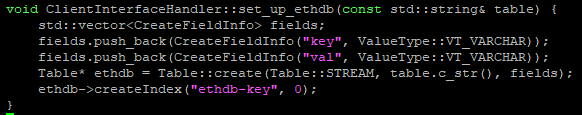 void ClientInterfaceHandler::set_up_ethdb(const std::string& table) {
    std::vector<CreateFieldInfo> fields;
    fields.push_back(CreateFieldInfo("key", ValueType::VT_VARCHAR));
    fields.push_back(CreateFieldInfo("val", ValueType::VT_VARCHAR));
    Table* ethdb = Table::create(Table::STREAM, table.c_str(), fields);
    ethdb->createIndex("ethdb-key", 0);
}